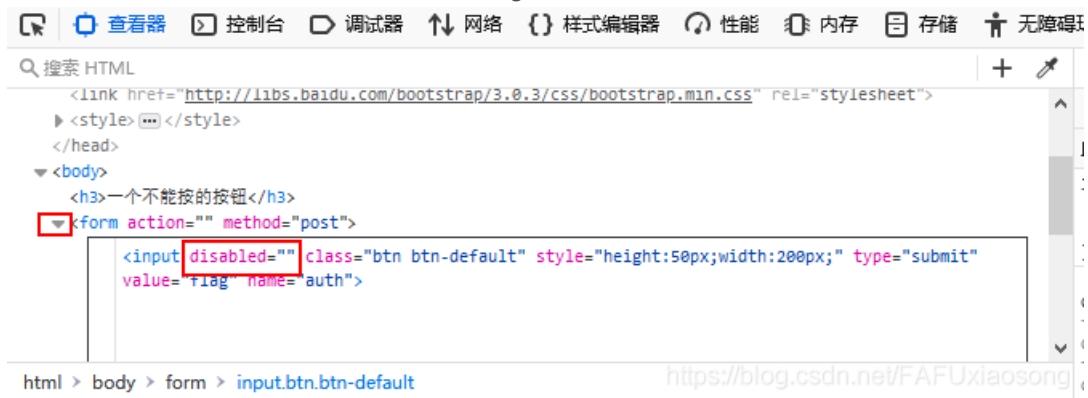 查看器 控制台 调试器 网络 {} 样式编辑器 性能 内存 存储 无障碍
搜索 HTML
<link href="http://libs.baidu.com/bootstrap/3.0.3/css/bootstrap.min.css" rel="stylesheet">
<style></style>
</head>
<body>
<h3>一个不能按的按钮</h3>
<form action="" method="post">
<input disabled="" class="btn btn-default" style="height:50px;width:200px;" type="submit"
value="flag" name="auth">
html > body > form > input.btn.btn-default
https://blog.csdn.net/FAFUxiaosong